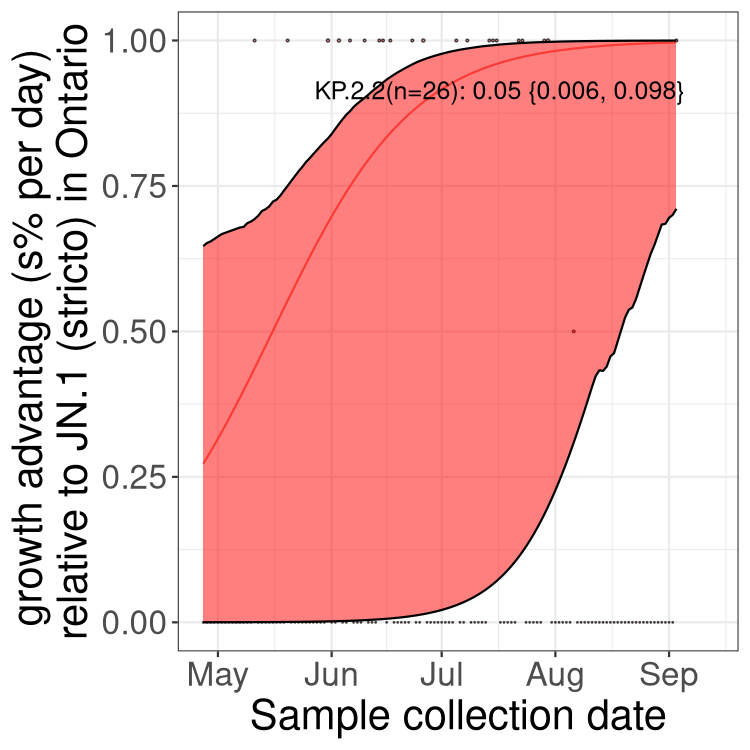 growth advantage (s% per day)
relative to JN.1 (stricto) in Ontario
1.00
0.75
0.50
0.25
0.00
KP.2.2(n=26): 0.05 {0.006, 0.098}
May Jun Jul Aug Sep
Sample collection date